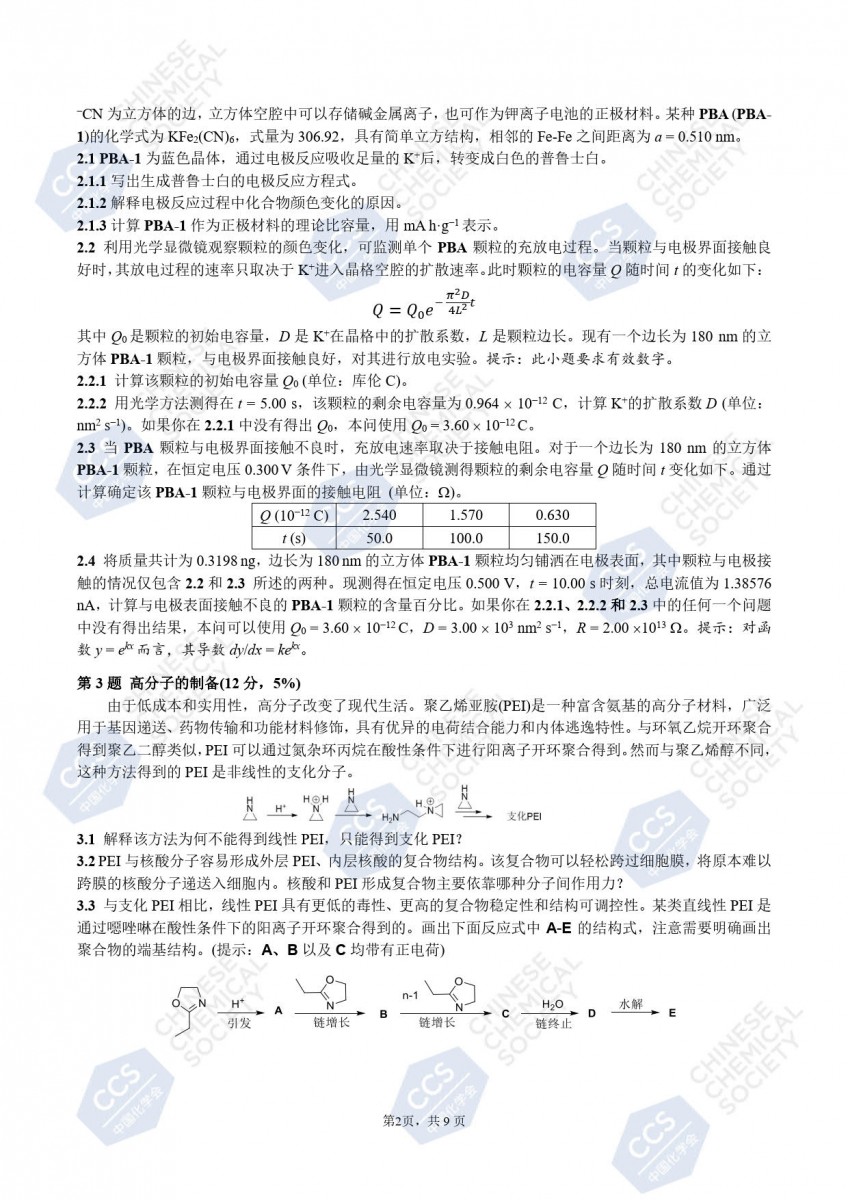 ⁻CN 为立方体的边，立方体空腔中可以存储碱金属离子，也可作为钾离子电池的正极材料。某种 PBA (PBA-
1)的化学式为 KFe₂(CN)₆，式量为 306.92，具有简单立方结构，相邻的 Fe-Fe 之间距离为 a = 0.510 nm。
2.1 PBA-1 为蓝色晶体，通过电极反应吸收足量的 K⁺后，转变成白色的普鲁士白。
2.1.1 写出生成普鲁士白的电极反应方程式。
2.1.2 解释电极反应过程中化合物颜色变化的原因。
2.1.3 计算 PBA-1 作为正极材料的理论比容量，用 mA h·g⁻¹ 表示。
2.2 利用光学显微镜观察颗粒的颜色变化，可监测单个 PBA 颗粒的充放电过程。当颗粒与电极界面接触良
好时，其放电过程的速率只取决于 K⁺进入晶格空腔的扩散速率。此时颗粒的电容量 Q 随时间 t 的变化如下：
Q = Q₀e^(−(π²D/4L²)t)
其中 Q₀ 是颗粒的初始电容量，D 是 K⁺在晶格中的扩散系数，L 是颗粒边长。现有一个边长为 180 nm 的立
方体 PBA-1 颗粒，与电极界面接触良好，对其进行放电实验。提示：此小题要求有效数字。
2.2.1 计算该颗粒的初始电容量 Q₀ (单位：库伦 C)。
2.2.2 用光学方法测得在 t = 5.00 s，该颗粒的剩余电容量为 0.964 × 10⁻¹² C，计算 K⁺的扩散系数 D (单位：
nm² s⁻¹)。如果你在 2.2.1 中没有得出 Q₀，本问使用 Q₀ = 3.60 × 10⁻¹² C。
2.3 当 PBA 颗粒与电极界面接触不良时，充放电速率取决于接触电阻。对于一个边长为 180 nm 的立方体
PBA-1 颗粒，在恒定电压 0.300 V 条件下，由光学显微镜测得颗粒的剩余电容量 Q 随时间 t 变化如下。通过
计算确定该 PBA-1 颗粒与电极界面的接触电阻 (单位：Ω)。
Q (10⁻¹² C) 2.540 1.570 0.630
t (s) 50.0 100.0 150.0
2.4 将质量共计为 0.3198 ng，边长为 180 nm 的立方体 PBA-1 颗粒均匀铺洒在电极表面，其中颗粒与电极接
触的情况仅包含 2.2 和 2.3 所述的两种。现测得在恒定电压 0.500 V，t = 10.00 s 时刻，总电流值为 1.38576
nA，计算与电极表面接触不良的 PBA-1 颗粒的含量百分比。如果你在 2.2.1、2.2.2 和 2.3 中的任何一个问题
中没有得出结果，本问可以使用 Q₀ = 3.60 × 10⁻¹² C，D = 3.00 × 10³ nm² s⁻¹，R = 2.00 ×10¹³ Ω。提示：对函
数 y = eᵏˣ 而言，其导数 dy/dx = keᵏˣ。
第 3 题 高分子的制备(12 分，5%)
由于低成本和实用性，高分子改变了现代生活。聚乙烯亚胺(PEI)是一种富含氨基的高分子材料，广泛
用于基因递送、药物传输和功能材料修饰，具有优异的电荷结合能力和内体逃逸特性。与环氧乙烷开环聚合
得到聚乙二醇类似，PEI 可以通过氮杂环丙烷在酸性条件下进行阳离子开环聚合得到。然而与聚乙烯醇不同，
这种方法得到的 PEI 是非线性的支化分子。
H N H⁺ H ⊕ H N H N H₂N H N ⊕ H N 支化PEI
3.1 解释该方法为何不能得到线性 PEI，只能得到支化 PEI？
3.2 PEI 与核酸分子容易形成外层 PEI、内层核酸的复合物结构。该复合物可以轻松跨过细胞膜，将原本难以
跨膜的核酸分子递送入细胞内。核酸和 PEI 形成复合物主要依靠哪种分子间作用力？
3.3 与支化 PEI 相比，线性 PEI 具有更低的毒性、更高的复合物稳定性和结构可调控性。某类直线性 PEI 是
通过噁唑啉在酸性条件下的阳离子开环聚合得到的。画出下面反应式中 A-E 的结构式，注意需要明确画出
聚合物的端基结构。(提示：A、B 以及 C 均带有正电荷)
O N H⁺ 引发 A O N 链增长 B n-1 O N 链增长 C H₂O 链终止 D 水解 E
第2页，共 9 页
CHINESE CHEMICAL SOCIETY
CCS
中国化学会